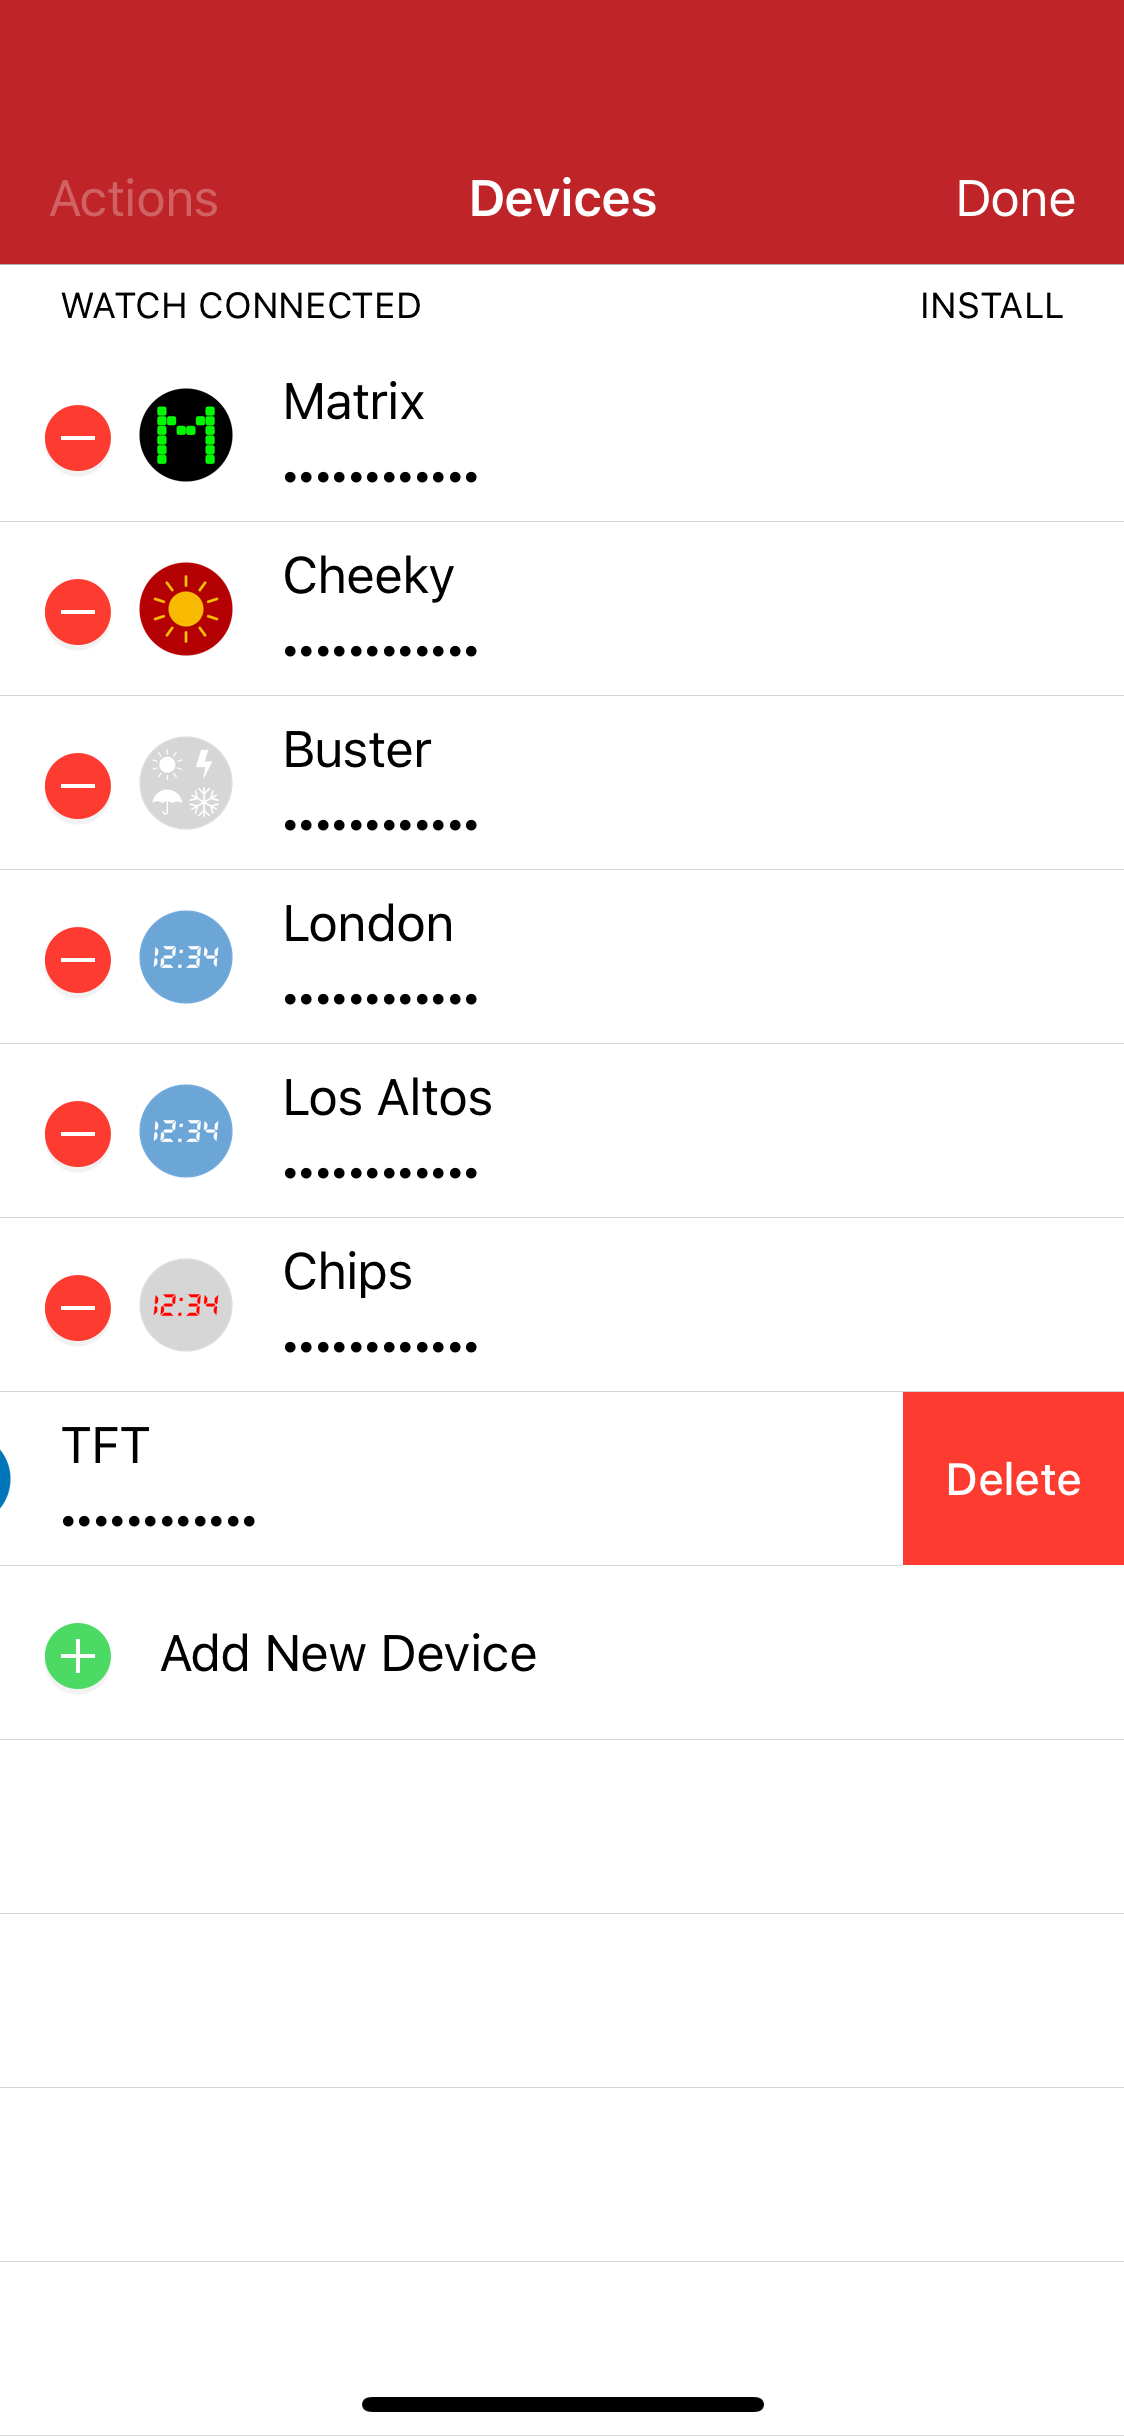 Actions Devices Done
WATCH CONNECTED INSTALL
Matrix
••••••••••••
Cheeky
••••••••••••
Buster
••••••••••••
London
12:34
••••••••••••
Los Altos
12:34
••••••••••••
Chips
12:34
••••••••••••
TFT
••••••••••••
Delete
Add New Device